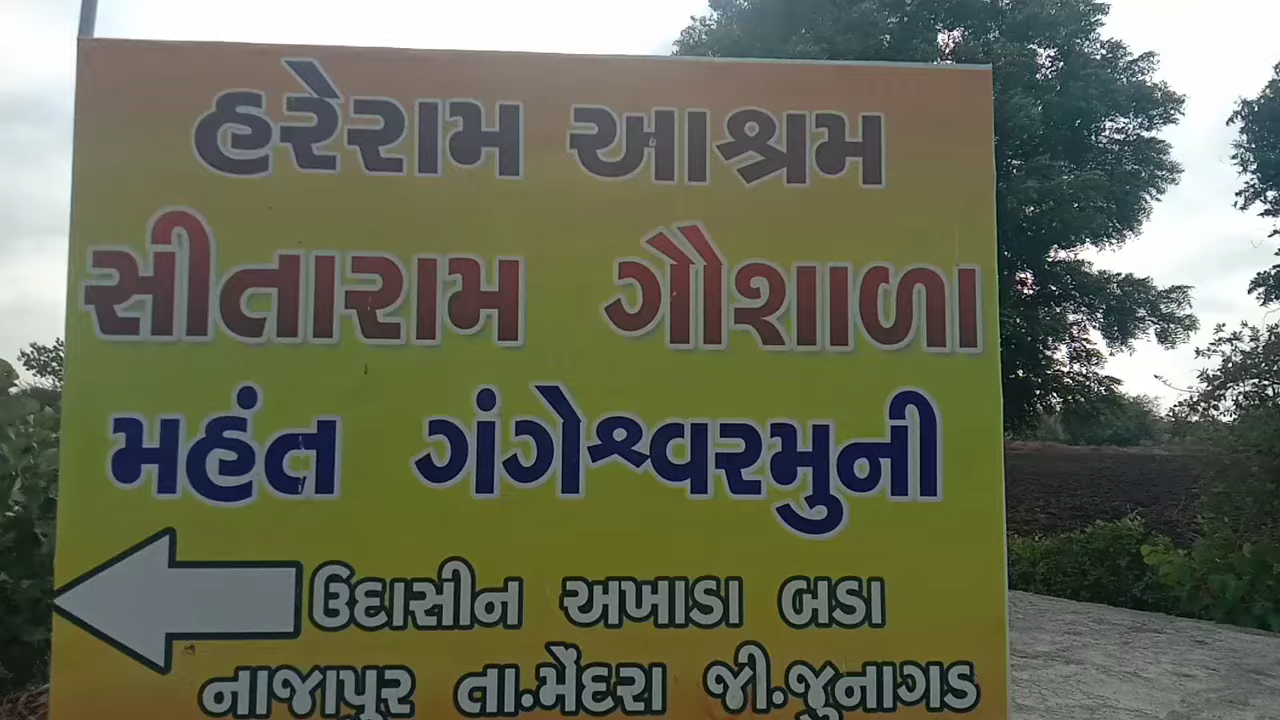 હરેરામ આશ્રમ
સીતારામ ગૌશાળા
મહંત ગંગેશ્વરમુની
ઉદાસીન અખાડા બડા
નાજાપુર તા.મેંદરા જી.જુનાગડ